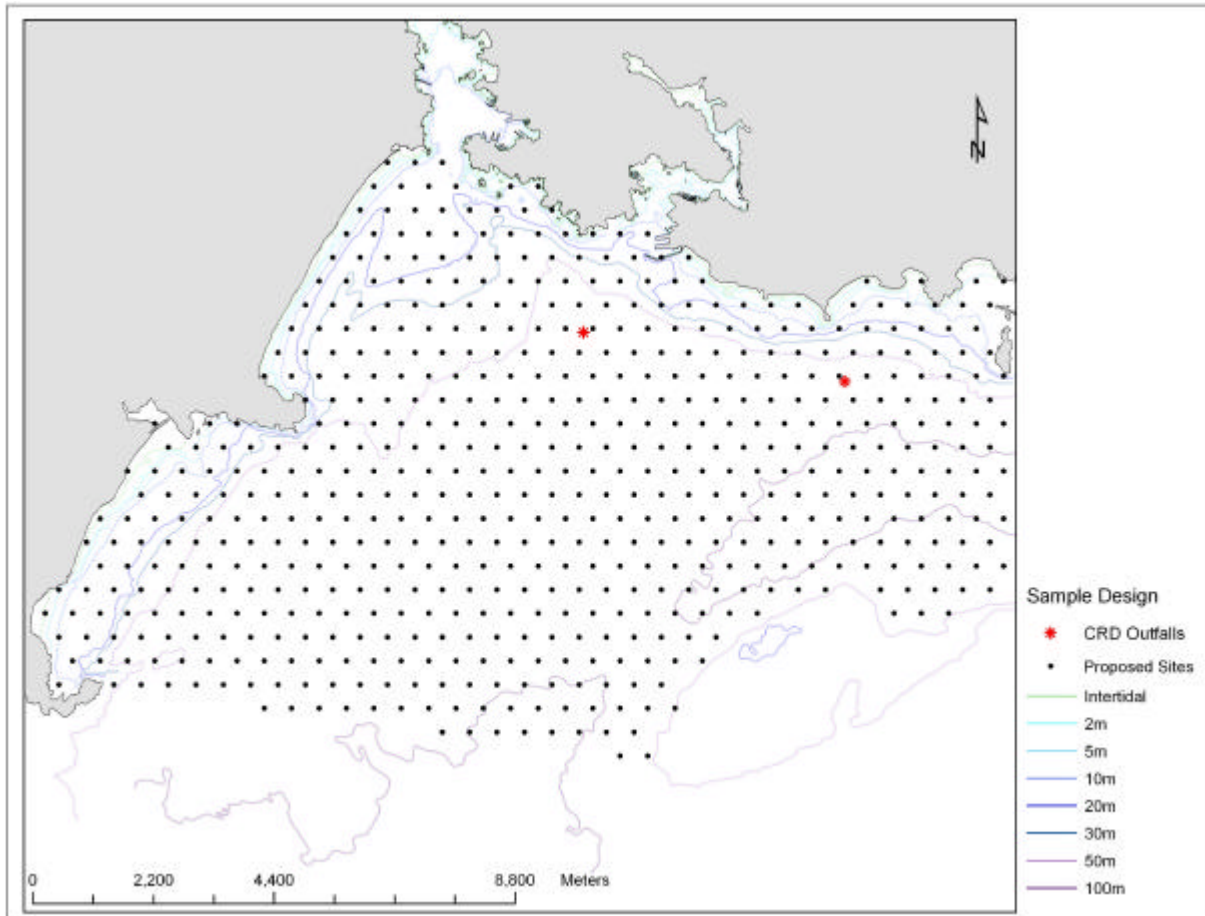 N
Sample Design
CRD Outfalls
Proposed Sites
Intertidal
2m
5m
10m
20m
30m
50m
100m
0 2,200 4,400 8,800 Meters